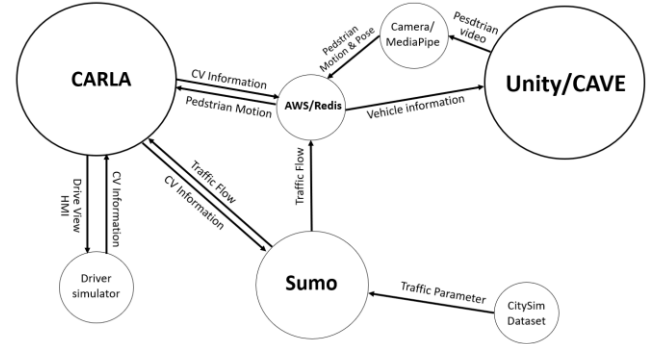 Camera/
MediaPipe
Pesdtrian
video
Pedstrian
Motion & Pose
CARLA
CV Information
AWS/Redis
Pedstrian Motion
Vehicle information
Unity/CAVE
Traffic Flow
CV Information
Traffic Flow
Drive View
HMI
CV Information
Driver
simulator
Sumo
Traffic Parameter
CitySim
Dataset